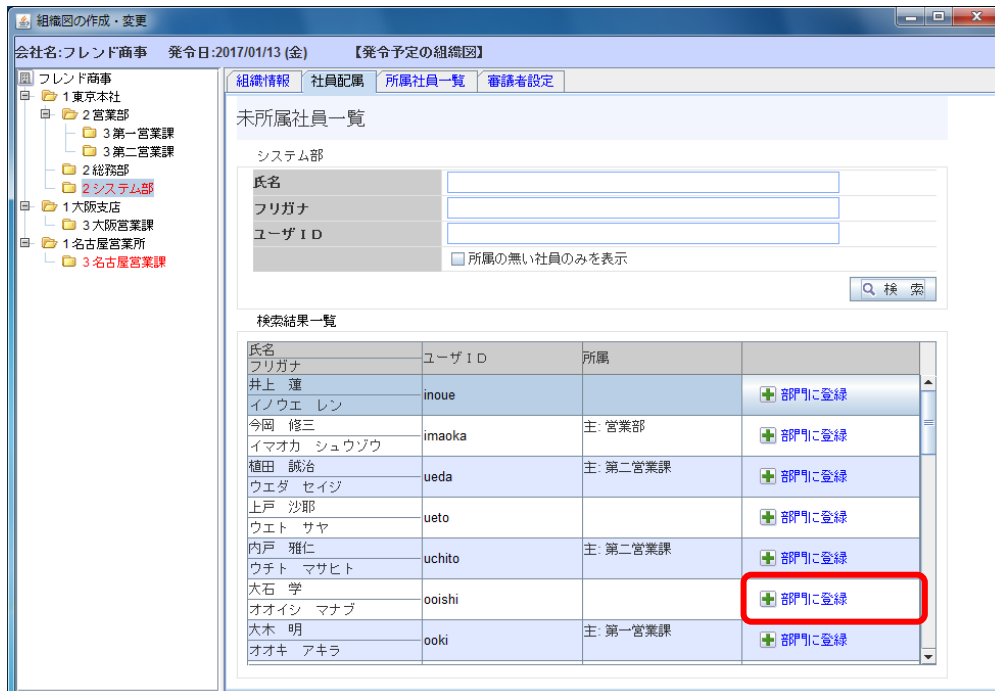 組織図の作成・変更
会社名:フレンド商事 発令日:2017/01/13 (金) 【発令予定の組織図】
フレンド商事
1東京本社
2営業部
3第一営業課
3第二営業課
2総務部
2システム部
1大阪支店
3大阪営業課
1名古屋営業所
3名古屋営業課
組織情報 社員配属 所属社員一覧 審議者設定
未所属社員一覧
システム部
氏名
フリガナ
ユーザID
所属の無い社員のみを表示
検 索
検索結果一覧
氏名
フリガナ
ユーザID
所属
井上 蓮
イノウエ レン
inoue
部門に登録
今岡 修三
イマオカ シュウゾウ
imaoka
主: 営業部
部門に登録
植田 誠治
ウエダ セイジ
ueda
主: 第二営業課
部門に登録
上戸 沙耶
ウエト サヤ
ueto
部門に登録
内戸 雅仁
ウチト マサヒト
uchito
主: 第二営業課
部門に登録
大石 学
オオイシ マナブ
ooishi
部門に登録
大木 明
オオキ アキラ
ooki
主: 第一営業課
部門に登録